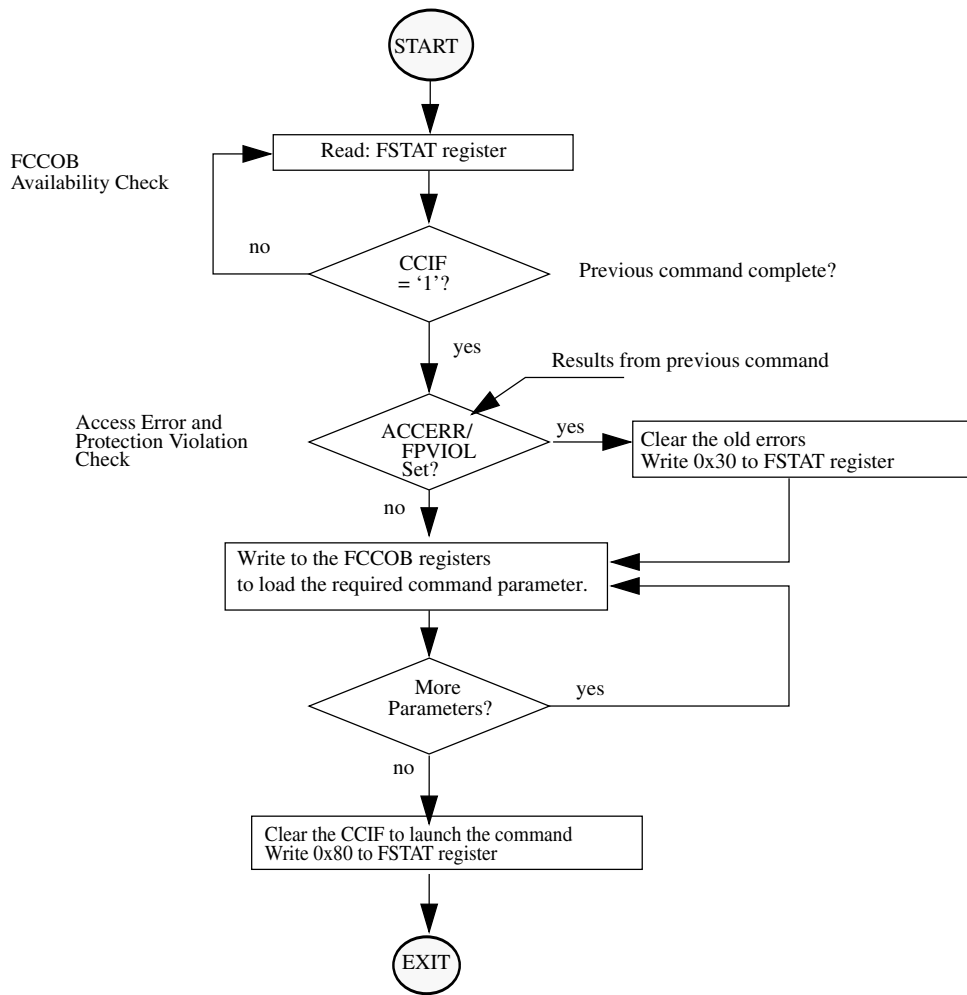 START
Read: FSTAT register
FCCOB
Availability Check
no
CCIF
= ‘1’?
Previous command complete?
yes
Results from previous command
Access Error and
Protection Violation
Check
ACCERR/
FPVIOL
Set?
yes
Clear the old errors
Write 0x30 to FSTAT register
no
Write to the FCCOB registers
to load the required command parameter.
More
Parameters?
yes
no
Clear the CCIF to launch the command
Write 0x80 to FSTAT register
EXIT